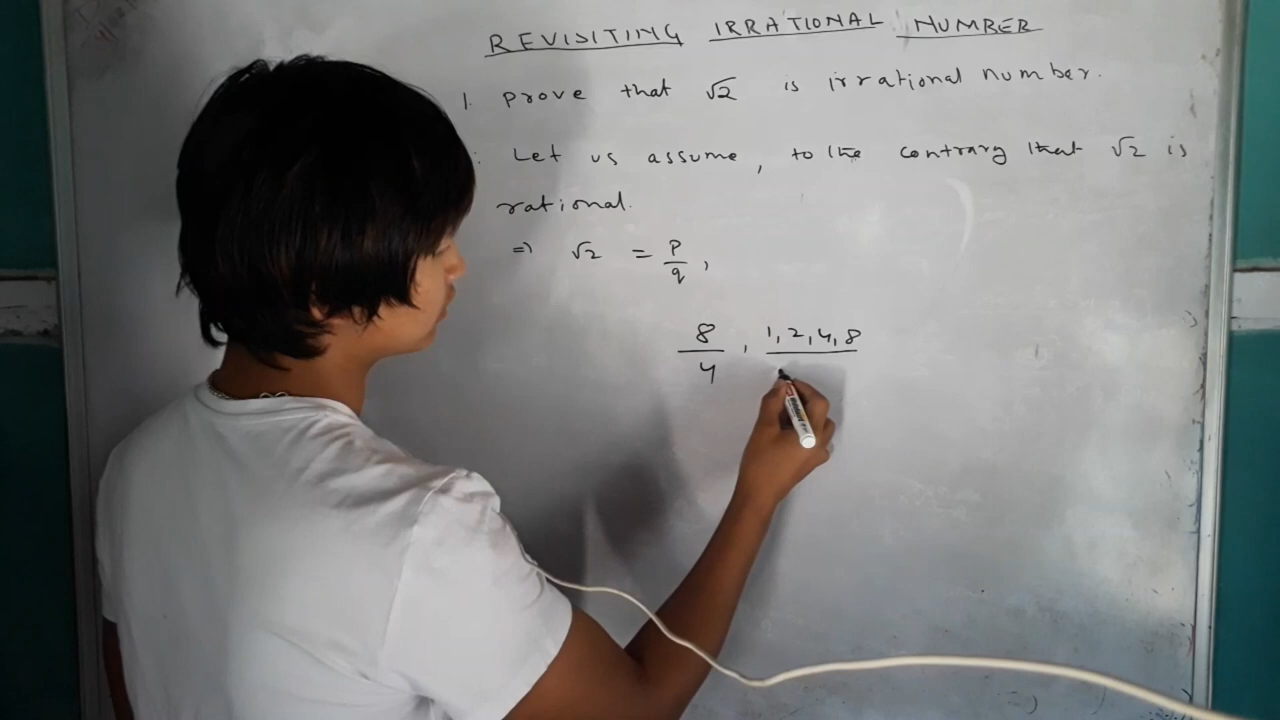 REVISITING IRRATIONAL NUMBER
1. Prove that √2 is irrational number.
: Let us assume, to the contrary that √2 is
rational.
⇒ √2 = p/q ,
8/4 , 1,2,4,8